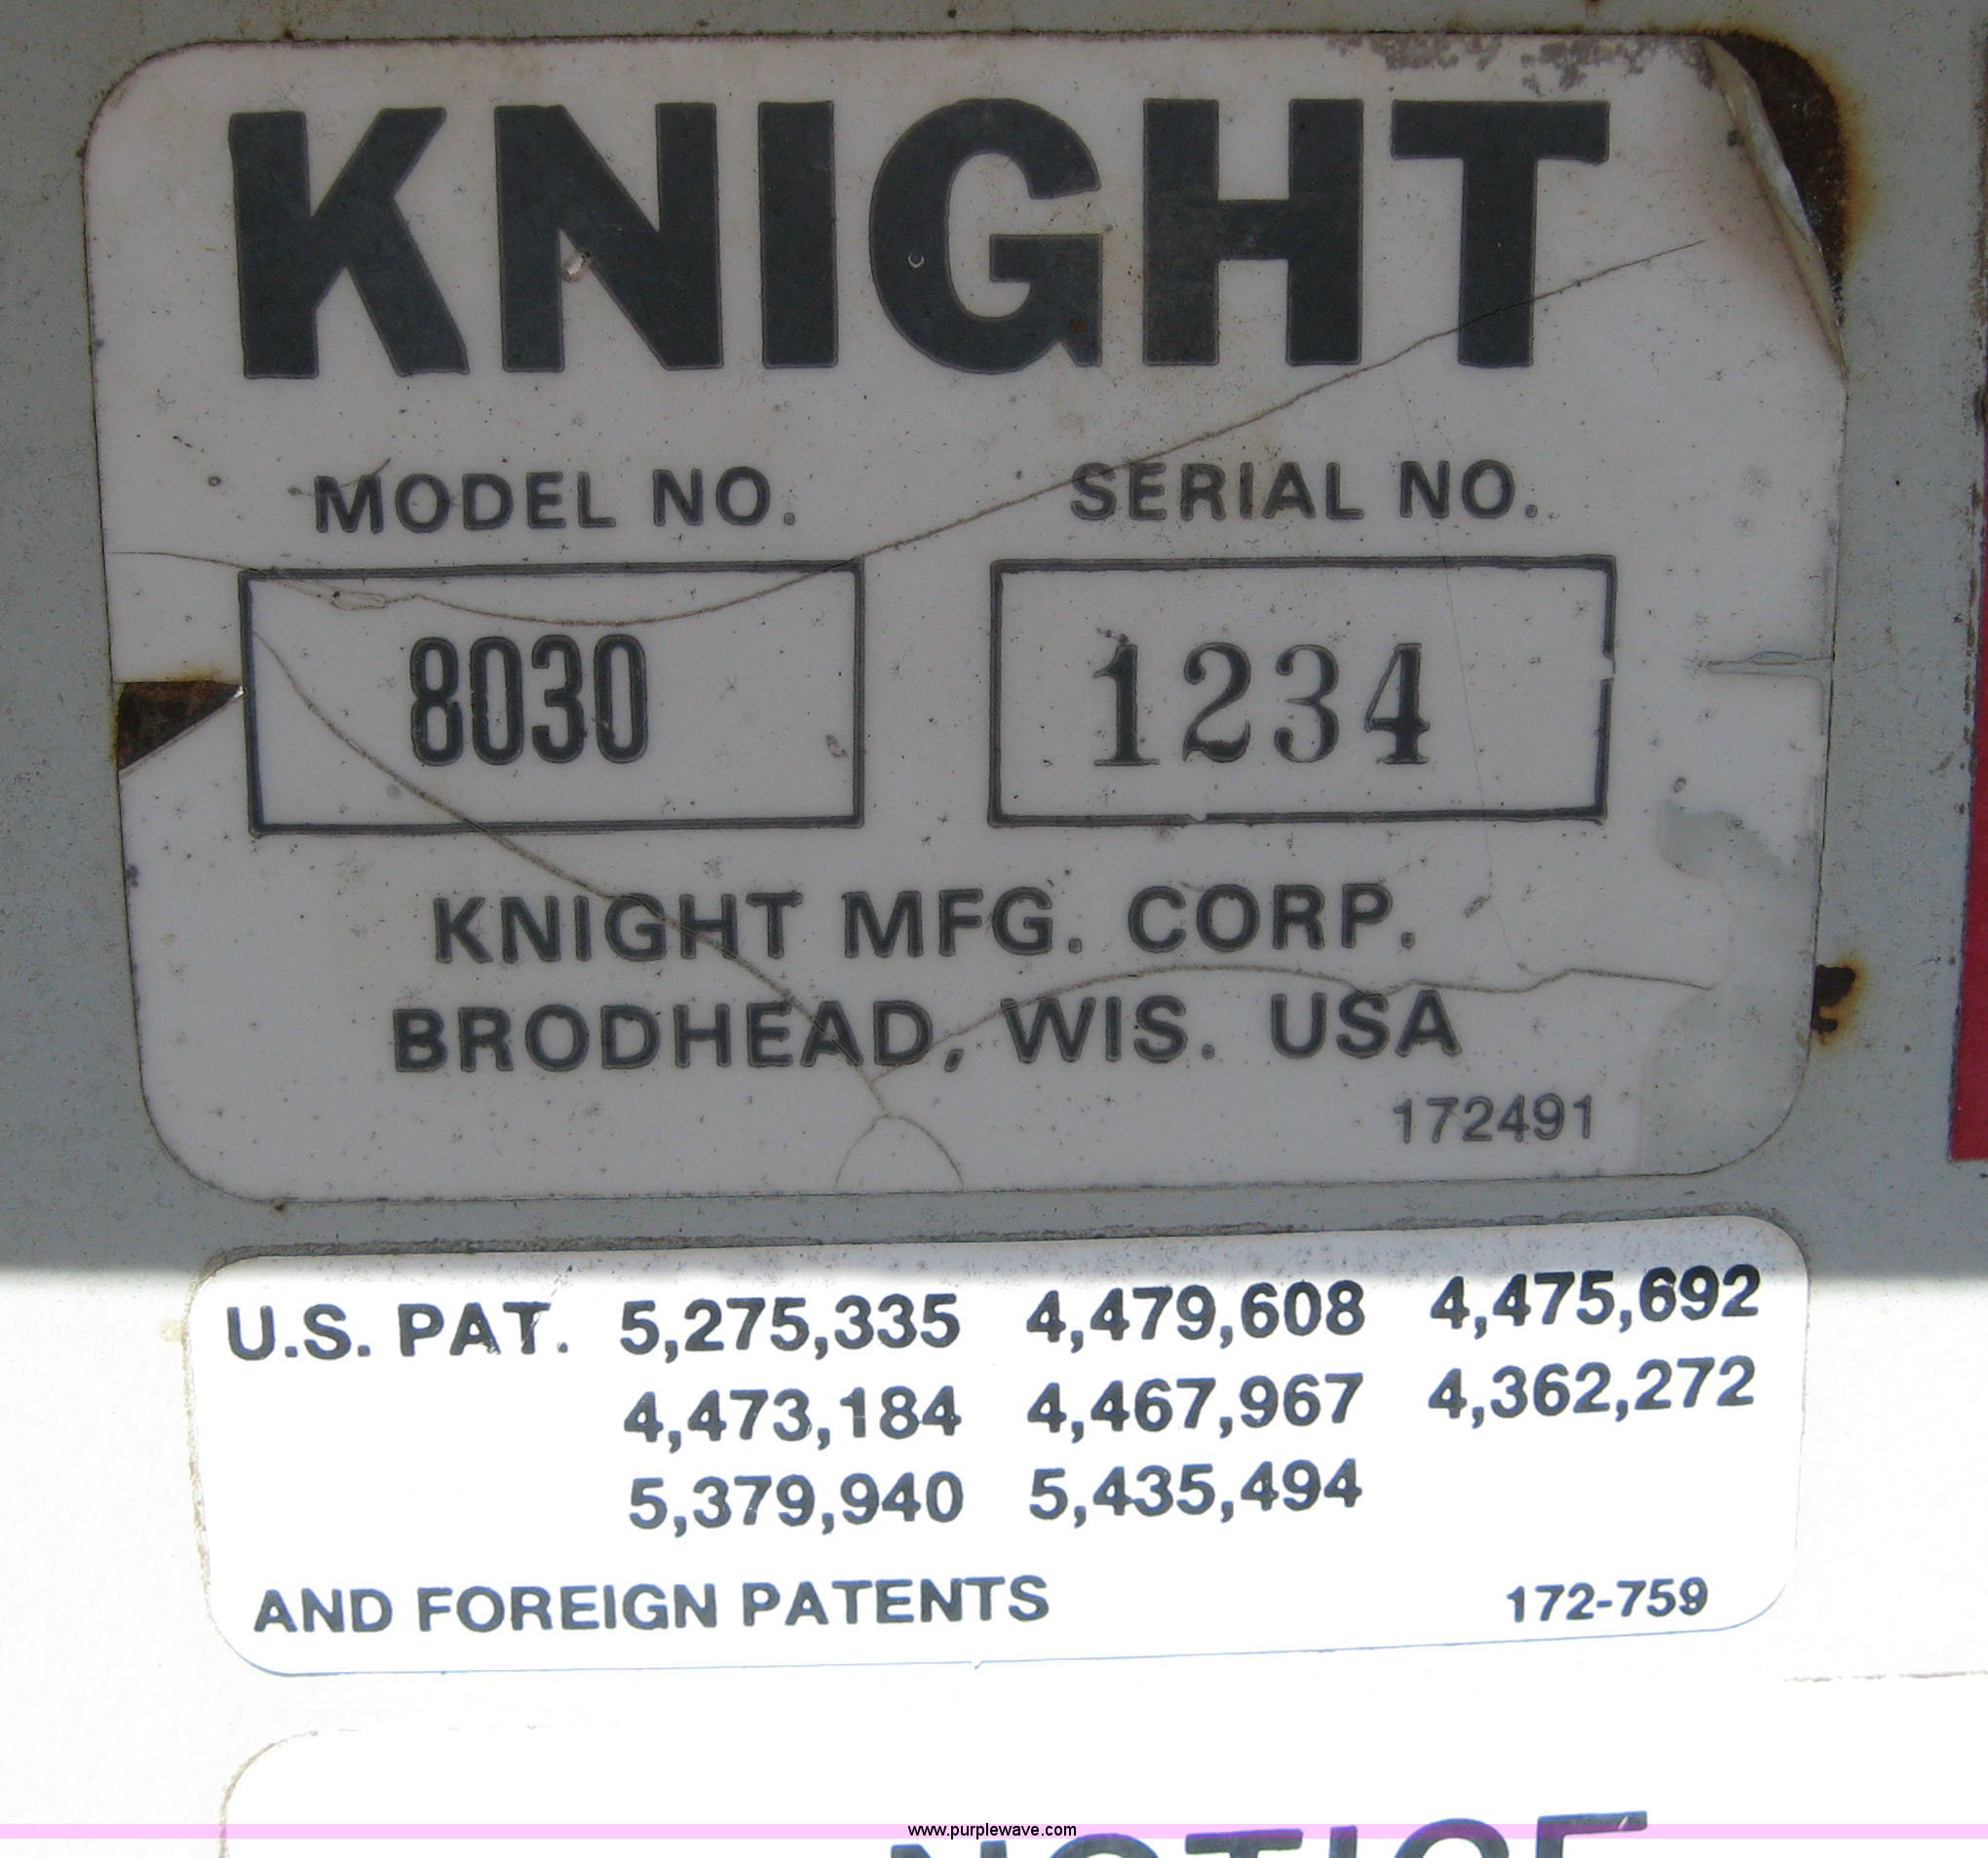 KNIGHT
MODEL NO. SERIAL NO.
8030 1234
KNIGHT MFG. CORP.
BRODHEAD, WIS. USA
172491
U.S. PAT. 5,275,335 4,479,608 4,475,692
4,473,184 4,467,967 4,362,272
5,379,940 5,435,494
AND FOREIGN PATENTS 172-759
www.purplewave.com
NOTICE